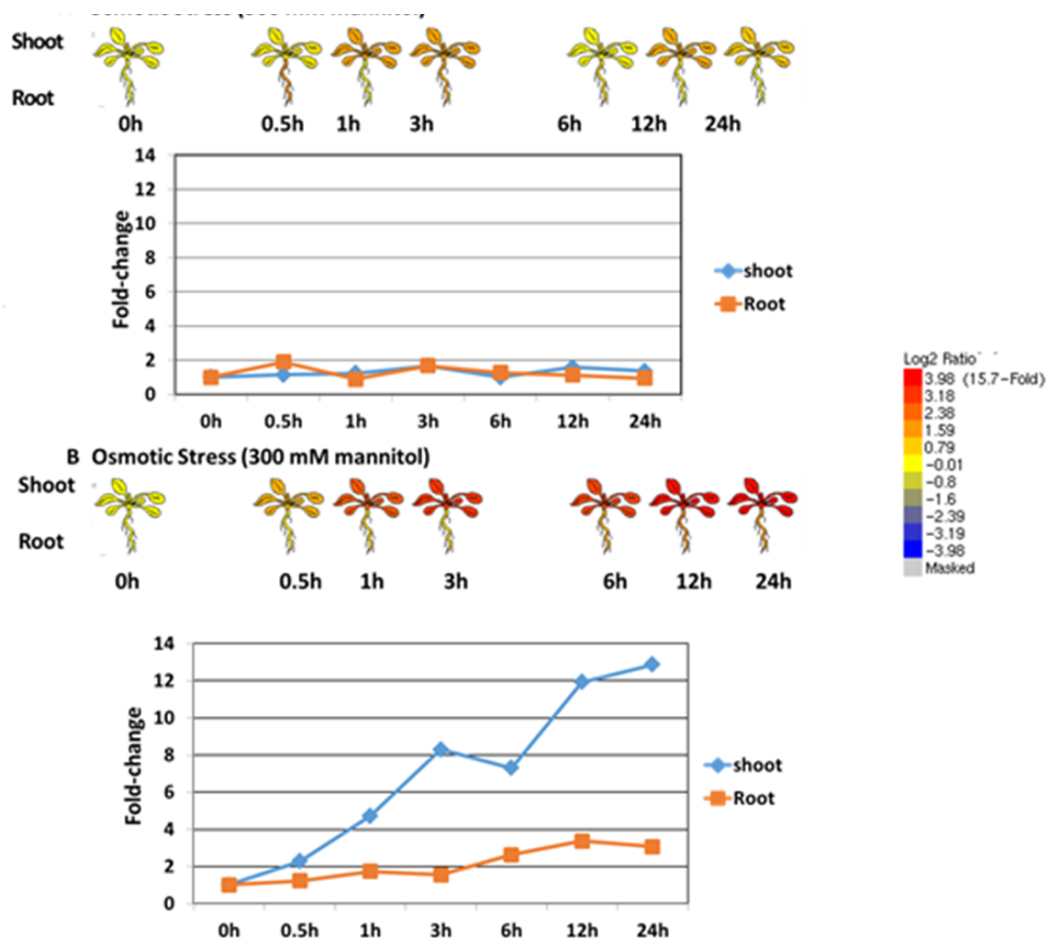 Shoot
Root
0h 0.5h 1h 3h 6h 12h 24h
14
12
10
8
6
4
2
0
Fold-change
0h 0.5h 1h 3h 6h 12h 24h
shoot
Root
Log2 Ratio
3.98 (15.7-Fold)
3.18
2.38
1.59
0.79
-0.01
-0.8
-1.6
-2.39
-3.19
-3.98
Masked
B Osmotic Stress (300 mM mannitol)
Shoot
Root
0h 0.5h 1h 3h 6h 12h 24h
14
12
10
8
6
4
2
0
Fold-change
0h 0.5h 1h 3h 6h 12h 24h
shoot
Root